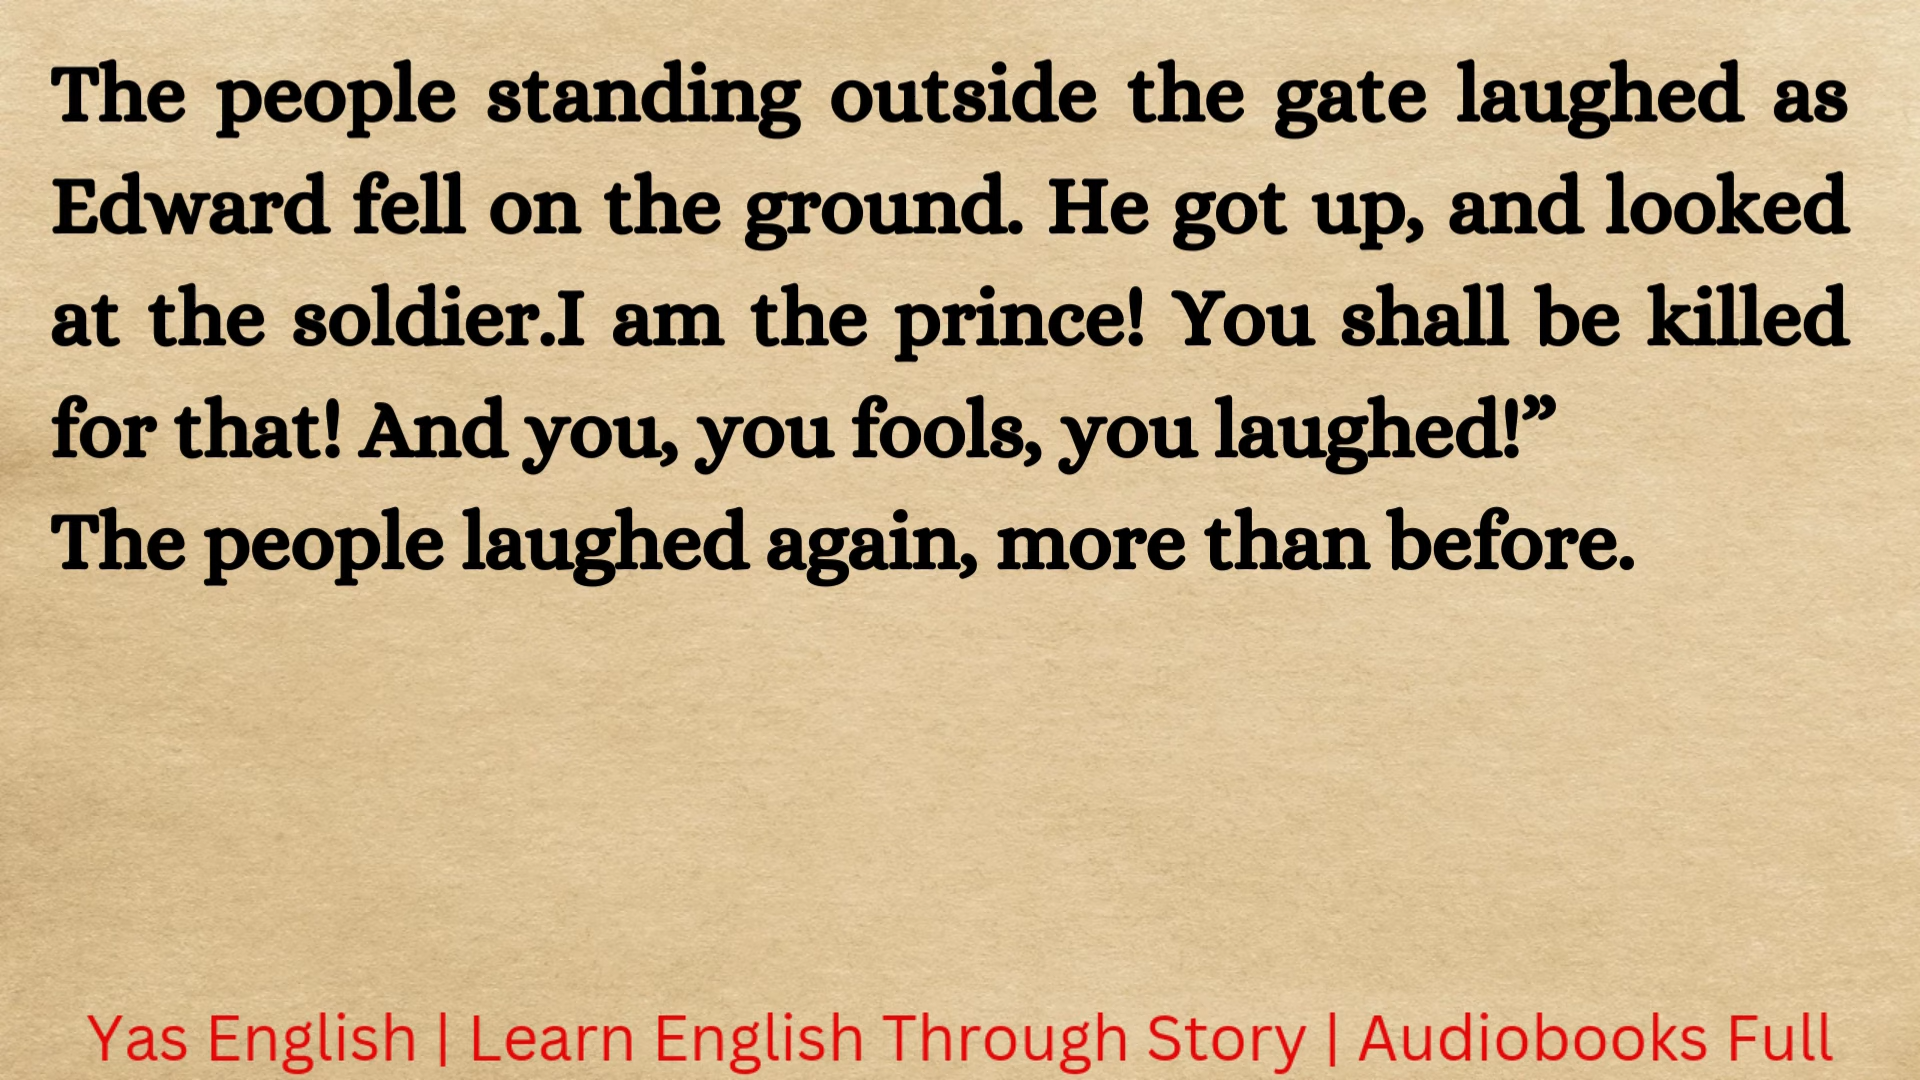 The people standing outside the gate laughed as
Edward fell on the ground. He got up, and looked
at the soldier.I am the prince! You shall be killed
for that! And you, you fools, you laughed!”
The people laughed again, more than before.
Yas English | Learn English Through Story | Audiobooks Full